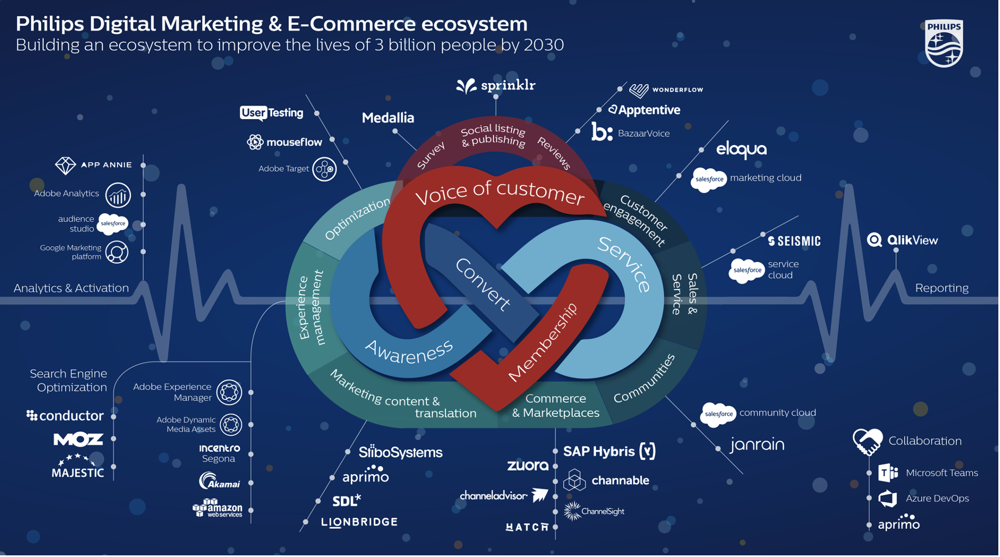 Philips Digital Marketing & E-Commerce ecosystem
Building an ecosystem to improve the lives of 3 billion people by 2030
PHILIPS
sprinklr
Medallia
WONDERFLOW
Apptentive
b:
BazaarVoice
User Testing
mouseflow
Adobe Target
Survey
Social listing
& publishing
Reviews
eloqua
salesforce marketing cloud
APP ANNIE
Adobe Analytics
audience
studio
salesforce
Google Marketing
platform
Analytics & Activation
SEISMIC
salesforce
service
cloud
QlikView
Reporting
Optimization
Voice of customer
Customer
engagement
Experience
management
Convert
Service
Sales &
Service
Awareness
Membership
Marketing content &
translation
Commerce
& Marketplaces
Communities
Search Engine
Optimization
conductor
MOZ
MAJESTIC
Adobe Experience
Manager
Adobe Dynamic
Media Assets
incentro
Segona
Akamai
amazon
webservices
StiboSystems
aprimo
SDL*
LIONBRIDGE
SAP Hybris (Y)
zuora
channable
channeladvisor
ChannelSight
HATCH
salesforce community cloud
janrain
Collaboration
T
Microsoft Teams
Azure DevOps
aprimo